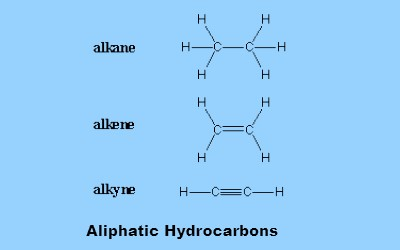 H H
alkane H C C H
H H
H H
alkene C C
H H
alkyne H C C H
Aliphatic Hydrocarbons